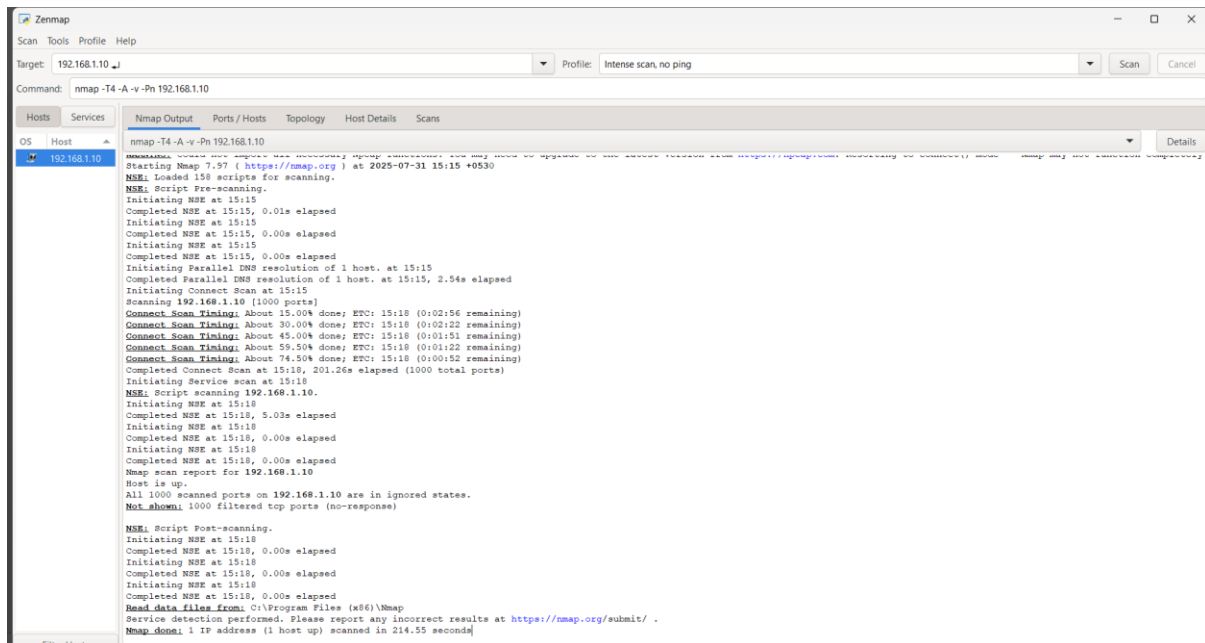 Zenmap
Scan Tools Profile Help
Target: 192.168.1.10 Profile: Intense scan, no ping Scan Cancel
Command: nmap -T4 -A -v -Pn 192.168.1.10
Hosts Services Nmap Output Ports / Hosts Topology Host Details Scans
OS Host nmap -T4 -A -v -Pn 192.168.1.10 Details
192.168.1.10
Starting Nmap 7.97 ( https://nmap.org ) at 2025-07-31 15:15 +0530
NSE: Loaded 158 scripts for scanning.
NSE: Script Pre-scanning.
Initiating NSE at 15:15
Completed NSE at 15:15, 0.01s elapsed
Initiating NSE at 15:15
Completed NSE at 15:15, 0.00s elapsed
Initiating NSE at 15:15
Completed NSE at 15:15, 0.00s elapsed
Initiating Parallel DNS resolution of 1 host. at 15:15
Completed Parallel DNS resolution of 1 host. at 15:15, 2.54s elapsed
Initiating Connect Scan at 15:15
Scanning 192.168.1.10 [1000 ports]
Connect Scan Timing: About 15.00% done; ETC: 15:18 (0:02:56 remaining)
Connect Scan Timing: About 30.00% done; ETC: 15:18 (0:02:22 remaining)
Connect Scan Timing: About 45.00% done; ETC: 15:18 (0:01:51 remaining)
Connect Scan Timing: About 59.50% done; ETC: 15:18 (0:01:22 remaining)
Connect Scan Timing: About 74.50% done; ETC: 15:18 (0:00:52 remaining)
Completed Connect Scan at 15:18, 201.26s elapsed (1000 total ports)
Initiating Service scan at 15:18
NSE: Script scanning 192.168.1.10.
Initiating NSE at 15:18
Completed NSE at 15:18, 5.03s elapsed
Initiating NSE at 15:18
Completed NSE at 15:18, 0.00s elapsed
Initiating NSE at 15:18
Completed NSE at 15:18, 0.00s elapsed
Nmap scan report for 192.168.1.10
Host is up.
All 1000 scanned ports on 192.168.1.10 are in ignored states.
Not shown: 1000 filtered tcp ports (no-response)
NSE: Script Post-scanning.
Initiating NSE at 15:18
Completed NSE at 15:18, 0.00s elapsed
Initiating NSE at 15:18
Completed NSE at 15:18, 0.00s elapsed
Initiating NSE at 15:18
Completed NSE at 15:18, 0.00s elapsed
Read data files from: C:\Program Files (x86)\Nmap
Service detection performed. Please report any incorrect results at https://nmap.org/submit/ .
Nmap done: 1 IP address (1 host up) scanned in 214.55 seconds